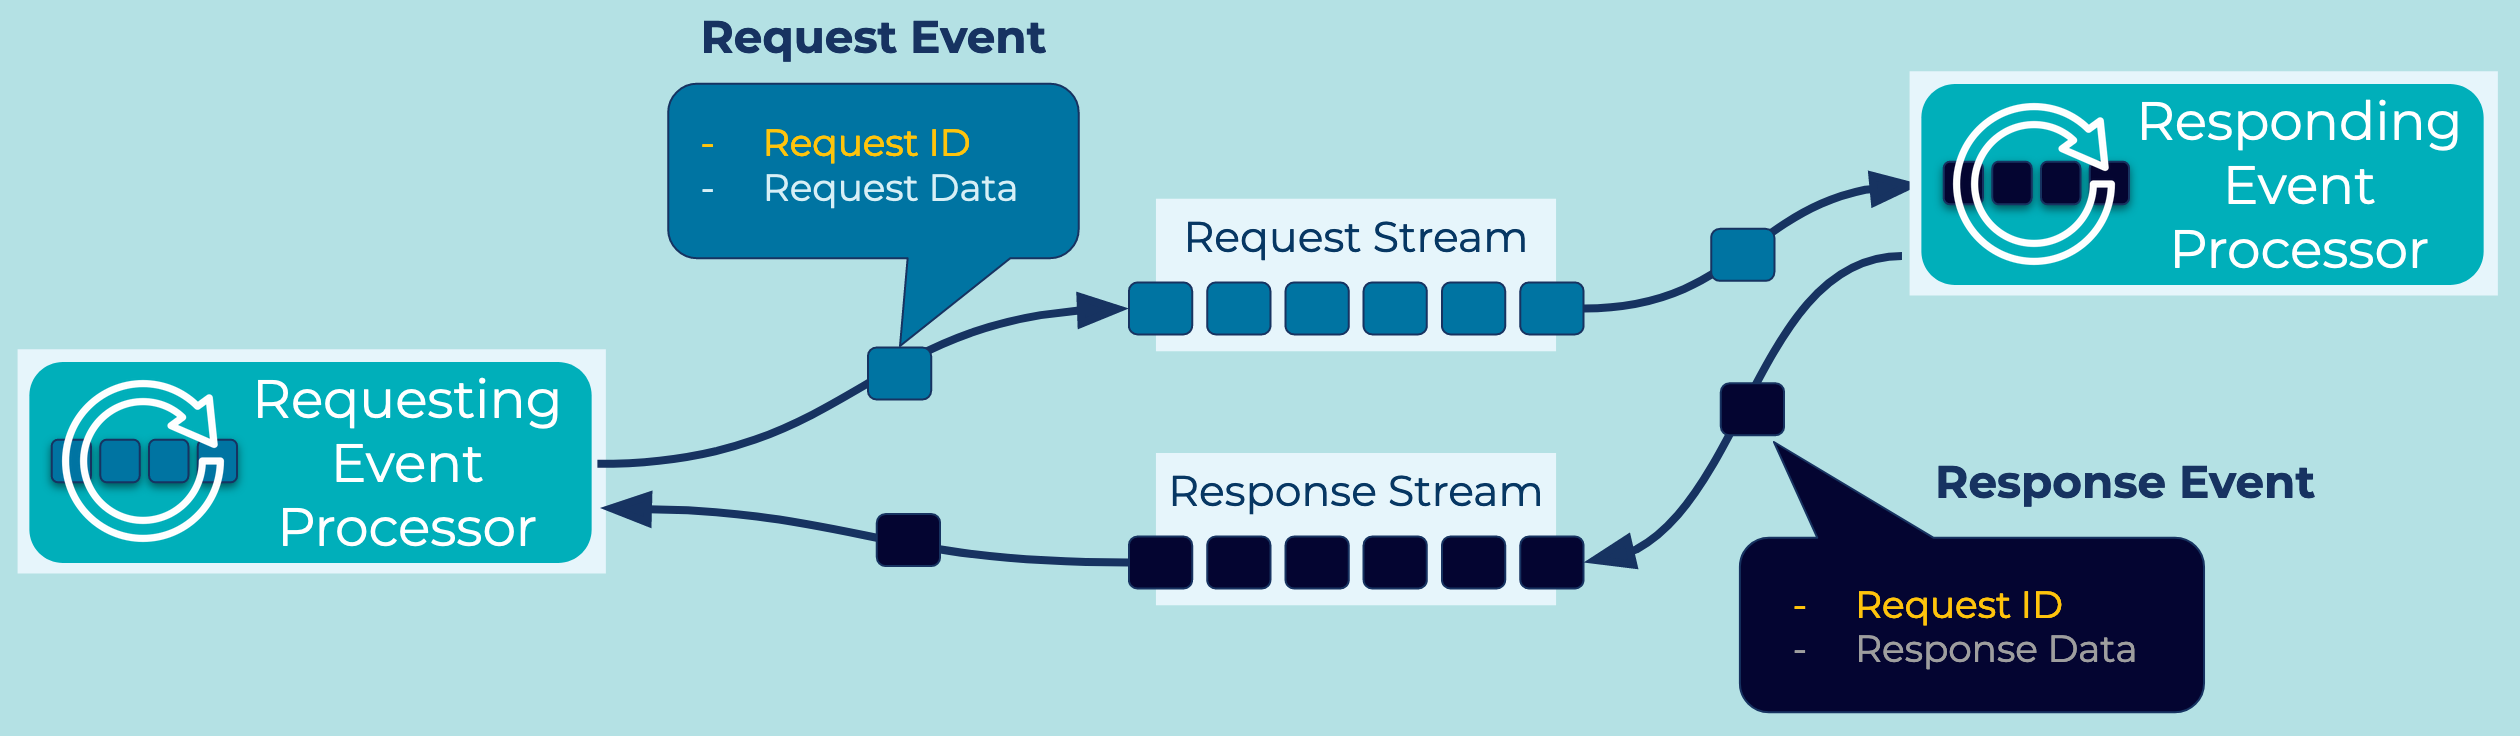 Request Event
- Request ID
- Request Data
Request Stream
Responding
Event
Processor
Requesting
Event
Processor
Response Stream
Response Event
- Request ID
- Response Data